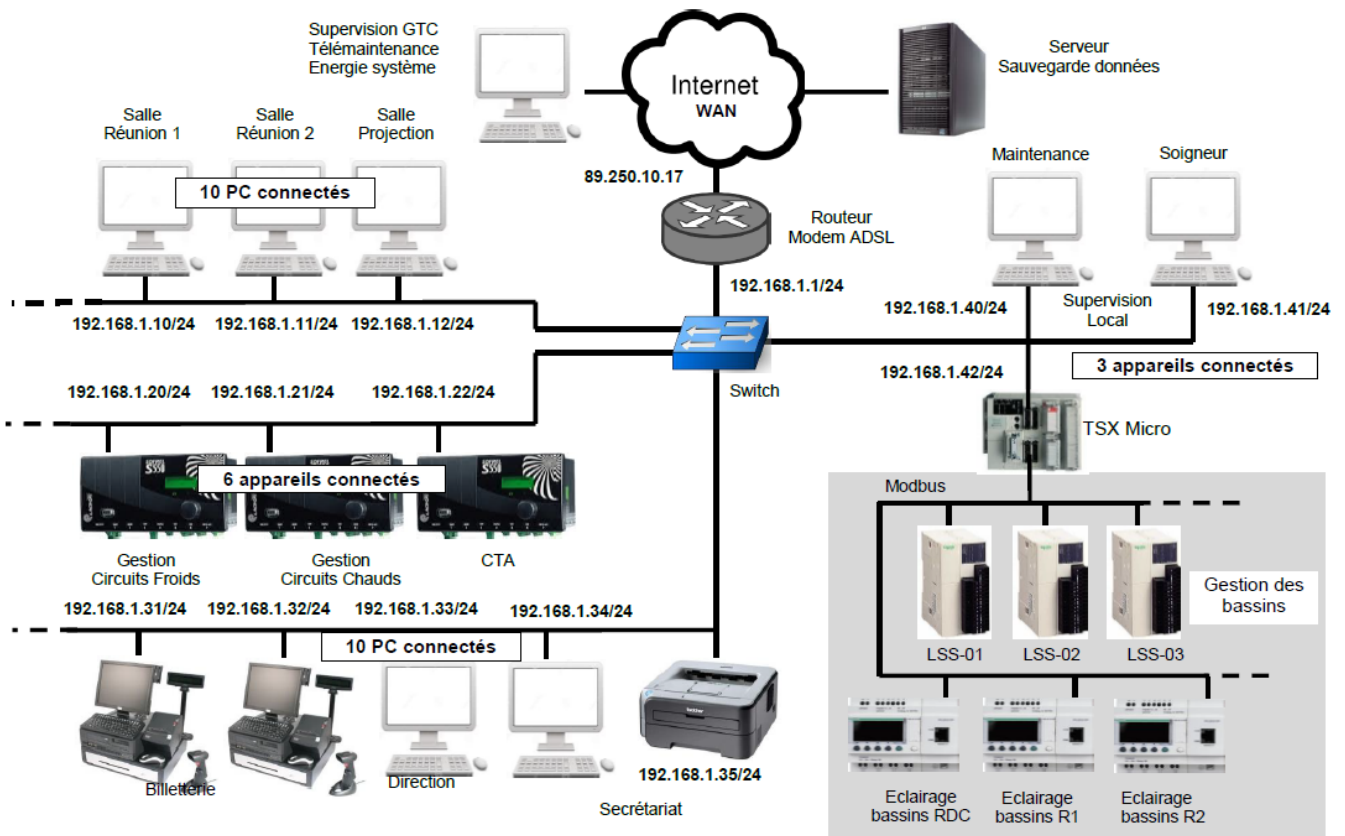 Supervision GTC
Télémaintenance
Energie système
Internet
WAN
Serveur
Sauvegarde données
Salle
Réunion 1
Salle
Réunion 2
Salle
Projection
10 PC connectés
89.250.10.17
Routeur
Modem ADSL
Maintenance
Soigneur
192.168.1.1/24
192.168.1.10/24
192.168.1.11/24
192.168.1.12/24
192.168.1.40/24
Supervision
Local
192.168.1.41/24
Switch
192.168.1.42/24
3 appareils connectés
192.168.1.20/24
192.168.1.21/24
192.168.1.22/24
TSX Micro
6 appareils connectés
Gestion
Circuits Froids
Gestion
Circuits Chauds
CTA
Modbus
LSS-01
LSS-02
LSS-03
Gestion des
bassins
192.168.1.31/24
192.168.1.32/24
192.168.1.33/24
192.168.1.34/24
10 PC connectés
Billetterie
Direction
Secrétariat
brother
192.168.1.35/24
Eclairage
bassins RDC
Eclairage
bassins R1
Eclairage
bassins R2